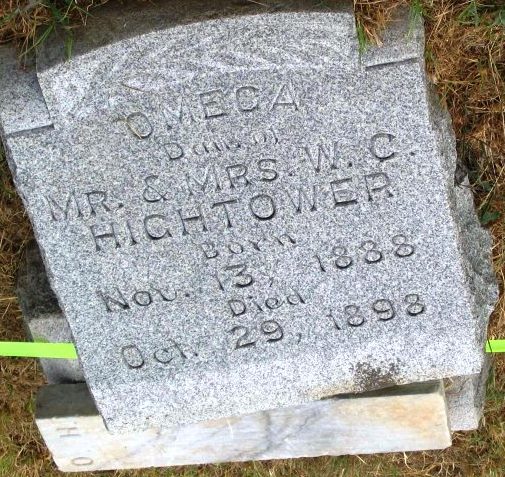 OMEGA
Dau. of
MR. & MRS. W. C.
HIGHTOWER
Born
Nov. 13, 1888
Died
Oct. 29, 1898
O H